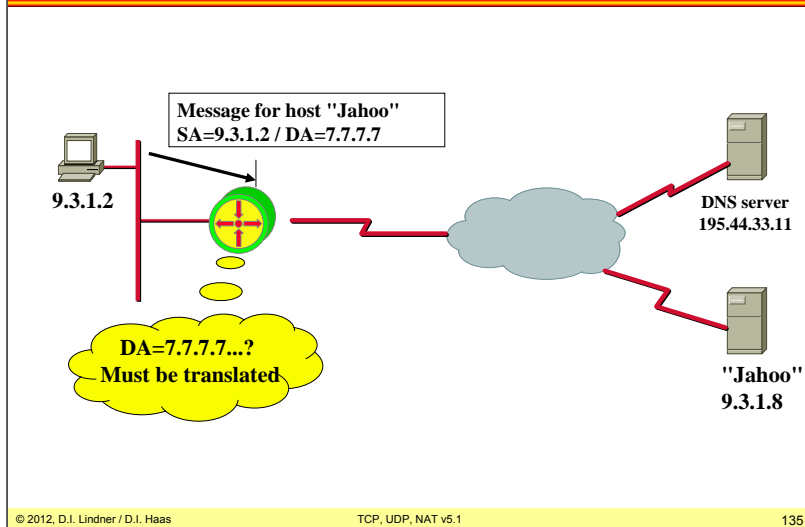 Message for host "Jahoo"
SA=9.3.1.2 / DA=7.7.7.7
9.3.1.2
DNS server
195.44.33.11
DA=7.7.7.7...?
Must be translated
"Jahoo"
9.3.1.8
© 2012, D.I. Lindner / D.I. Haas
TCP, UDP, NAT v5.1
135